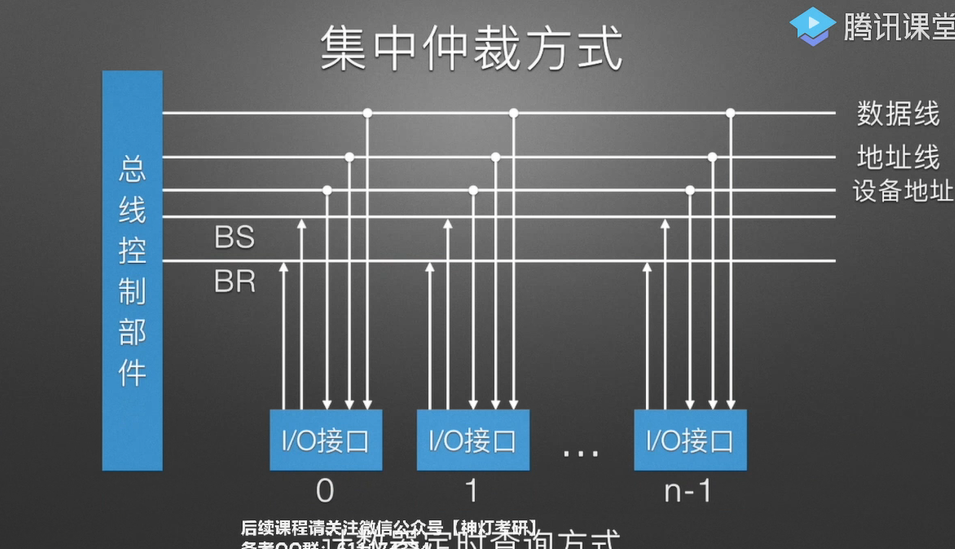 腾讯课堂
集中仲裁方式
数据线
地址线
设备地址
BS
BR
总线控制部件
I/O接口
I/O接口
...
I/O接口
0
1
n-1
后续课程请关注微信公众号【神灯考研】
定时查询方式
备考QQ群: